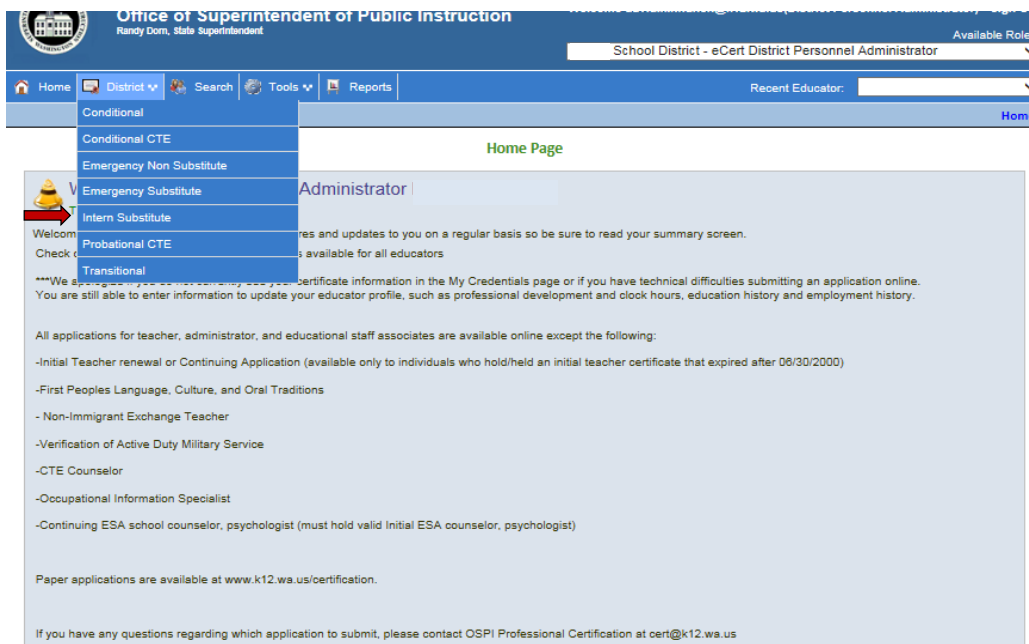 Office of Superintendent of Public Instruction
Randy Dorn, State Superintendent
Available Role
School District - eCert District Personnel Administrator
Home District Search Tools Reports Recent Educator:
Conditional
Hom
Conditional CTE
Home Page
Emergency Non Substitute
Emergency Substitute
Administrator
Intern Substitute
Welcom res and updates to you on a regular basis so be sure to read your summary screen.
Probational CTE
Check s available for all educators
Transitional
***We certificate information in the My Credentials page or if you have technical difficulties submitting an application online.
You are still able to enter information to update your educator profile, such as professional development and clock hours, education history and employment history.
All applications for teacher, administrator, and educational staff associates are available online except the following:
-Initial Teacher renewal or Continuing Application (available only to individuals who hold/held an initial teacher certificate that expired after 06/30/2000)
-First Peoples Language, Culture, and Oral Traditions
- Non-Immigrant Exchange Teacher
-Verification of Active Duty Military Service
-CTE Counselor
-Occupational Information Specialist
-Continuing ESA school counselor, psychologist (must hold valid Initial ESA counselor, psychologist)
Paper applications are available at www.k12.wa.us/certification.
If you have any questions regarding which application to submit, please contact OSPI Professional Certification at cert@k12.wa.us